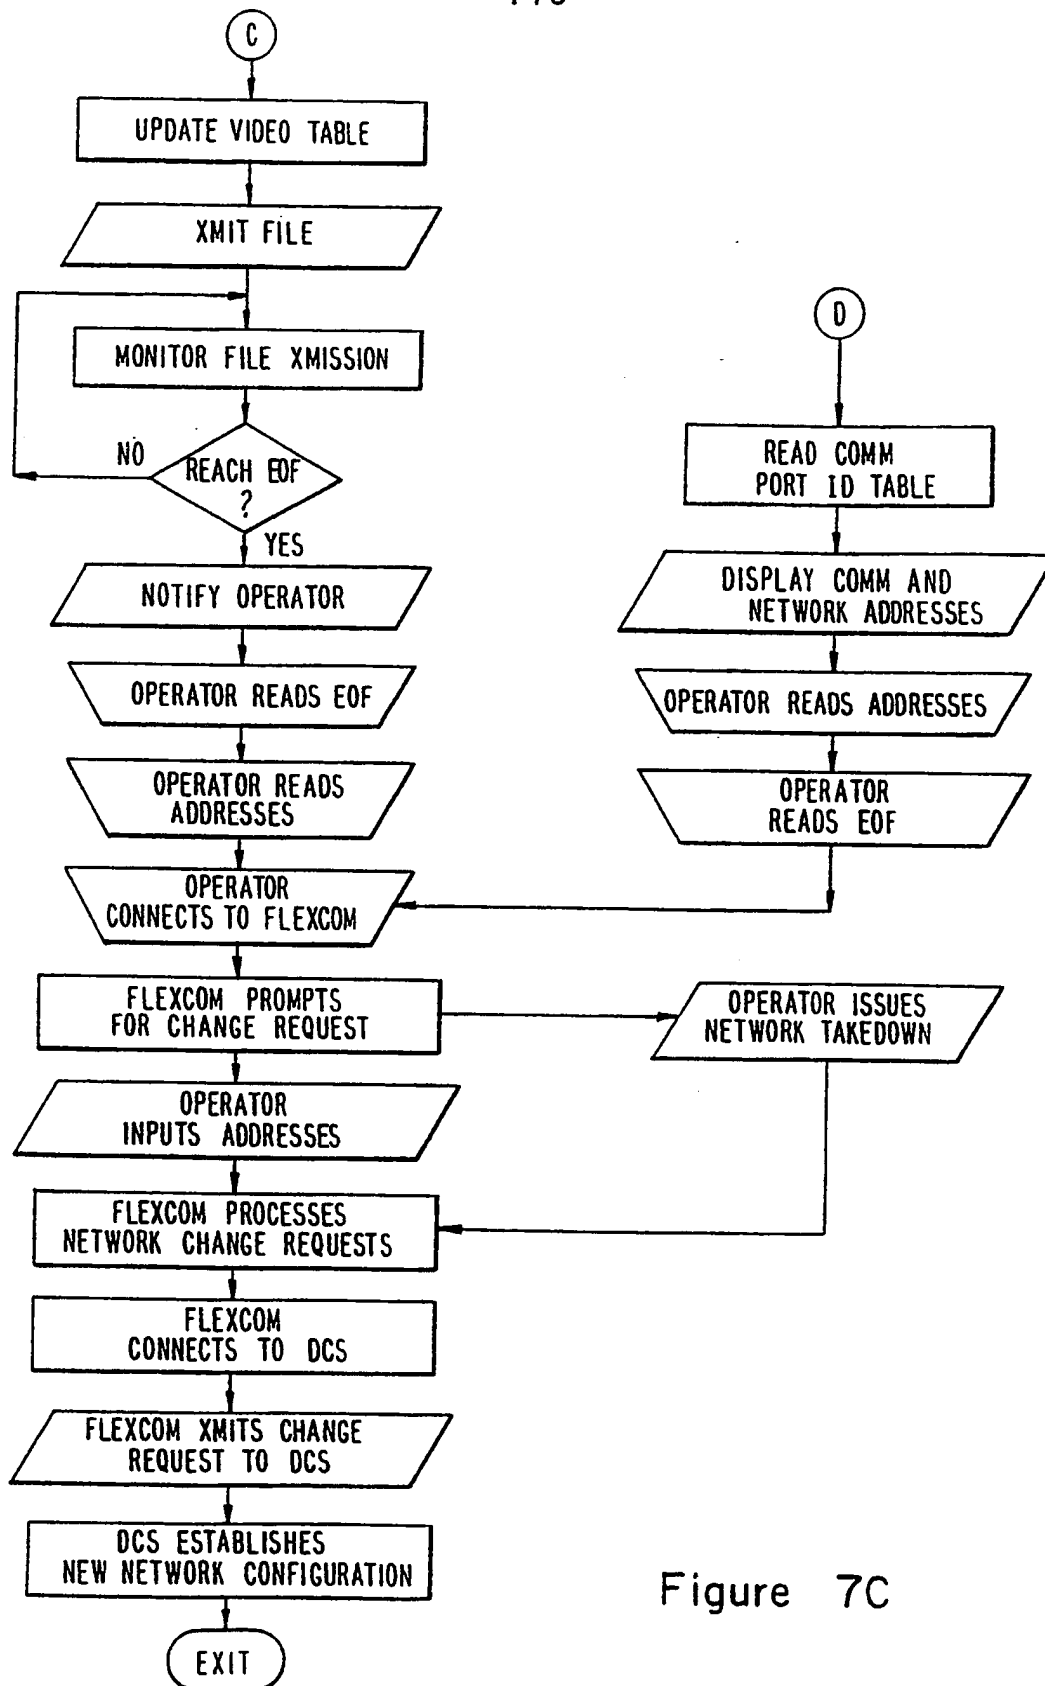 C
UPDATE VIDEO TABLE
XMIT FILE
MONITOR FILE XMISSION
NO
REACH EOF
?
YES
NOTIFY OPERATOR
OPERATOR READS EOF
OPERATOR READS
ADDRESSES
OPERATOR
CONNECTS TO FLEXCOM
FLEXCOM PROMPTS
FOR CHANGE REQUEST
OPERATOR
INPUTS ADDRESSES
FLEXCOM PROCESSES
NETWORK CHANGE REQUESTS
FLEXCOM
CONNECTS TO DCS
FLEXCOM XMITS CHANGE
REQUEST TO DCS
DCS ESTABLISHES
NEW NETWORK CONFIGURATION
EXIT
D
READ COMM
PORT ID TABLE
DISPLAY COMM AND
NETWORK ADDRESSES
OPERATOR READS ADDRESSES
OPERATOR
READS EOF
OPERATOR ISSUES
NETWORK TAKEDOWN
Figure 7C